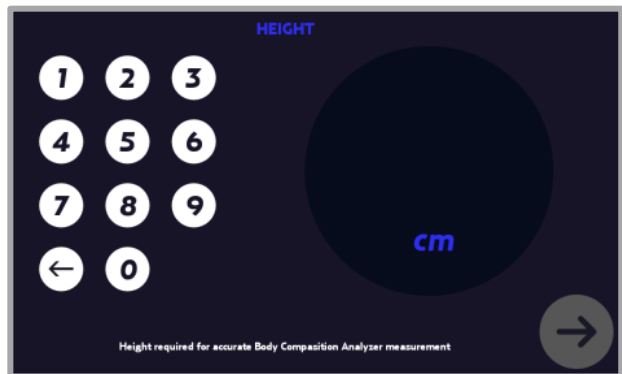 HEIGHT
1 2 3
4 5 6
7 8 9
← 0
cm
Height required for accurate Body Compasition Analyzer measurement